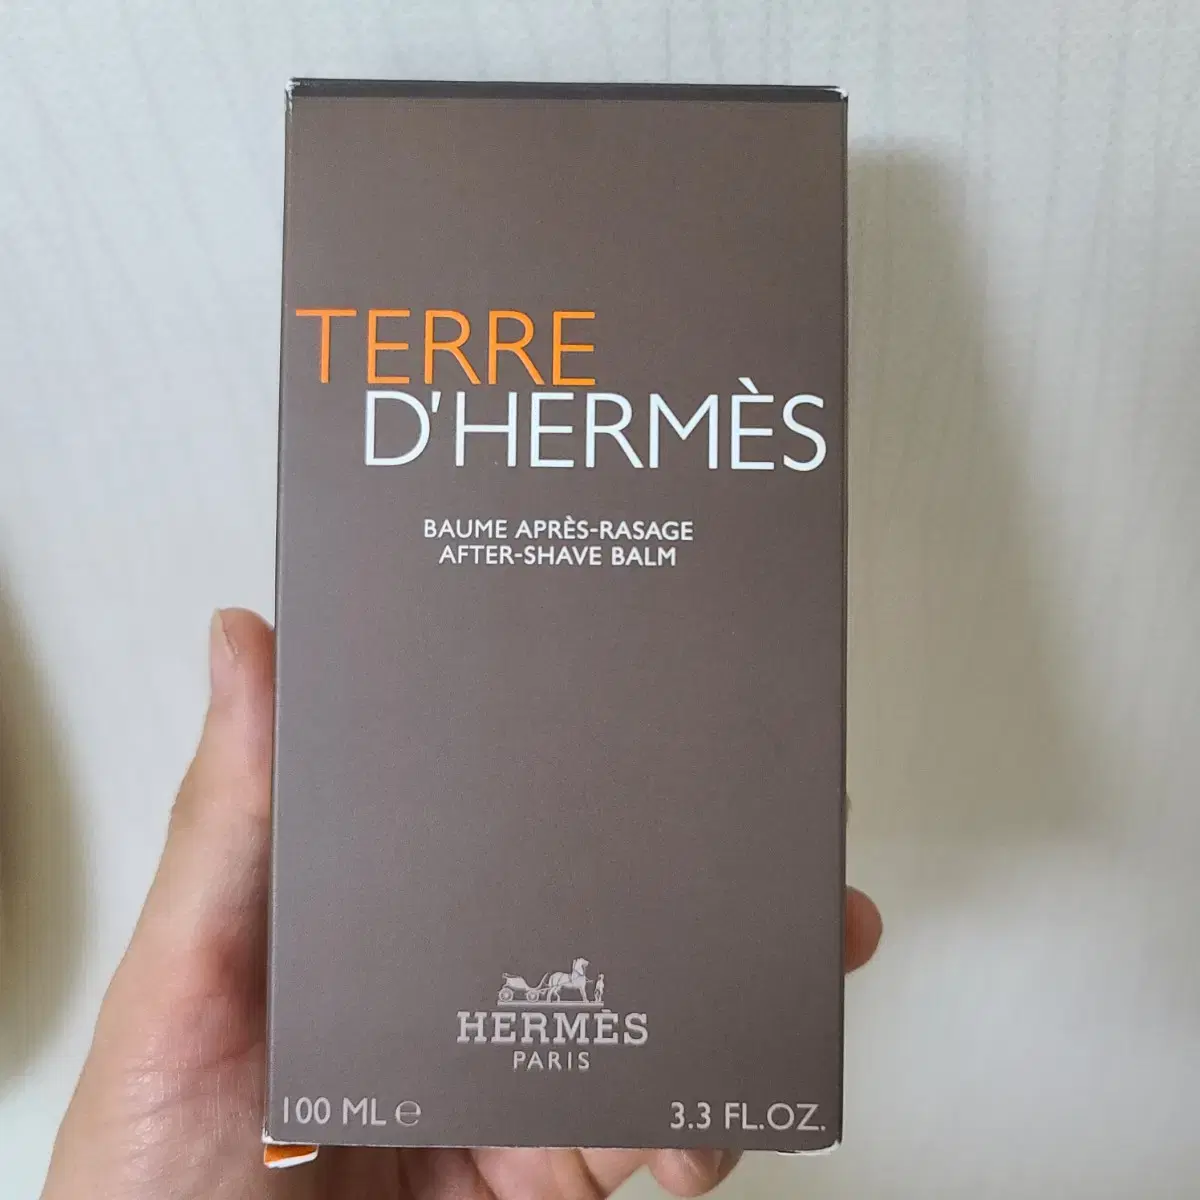 TERRE
D'HERMÈS
BAUME APRÈS-RASAGE
AFTER-SHAVE BALM
HERMÈS
PARIS
100 ML ℮
3.3 FL.OZ.